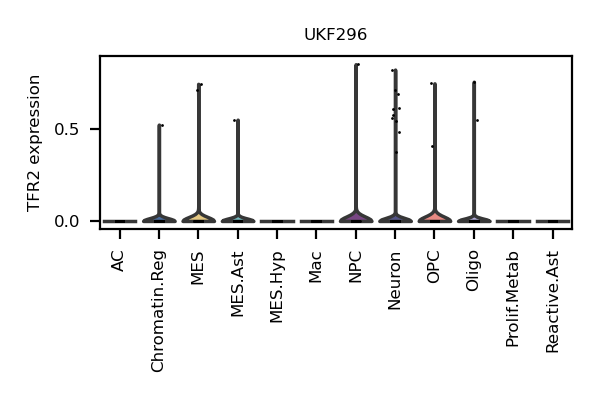 UKF296
TFR2 expression
0.5
0.0
AC
Chromatin.Reg
MES
MES.Ast
MES.Hyp
Mac
NPC
Neuron
OPC
Oligo
Prolif.Metab
Reactive.Ast